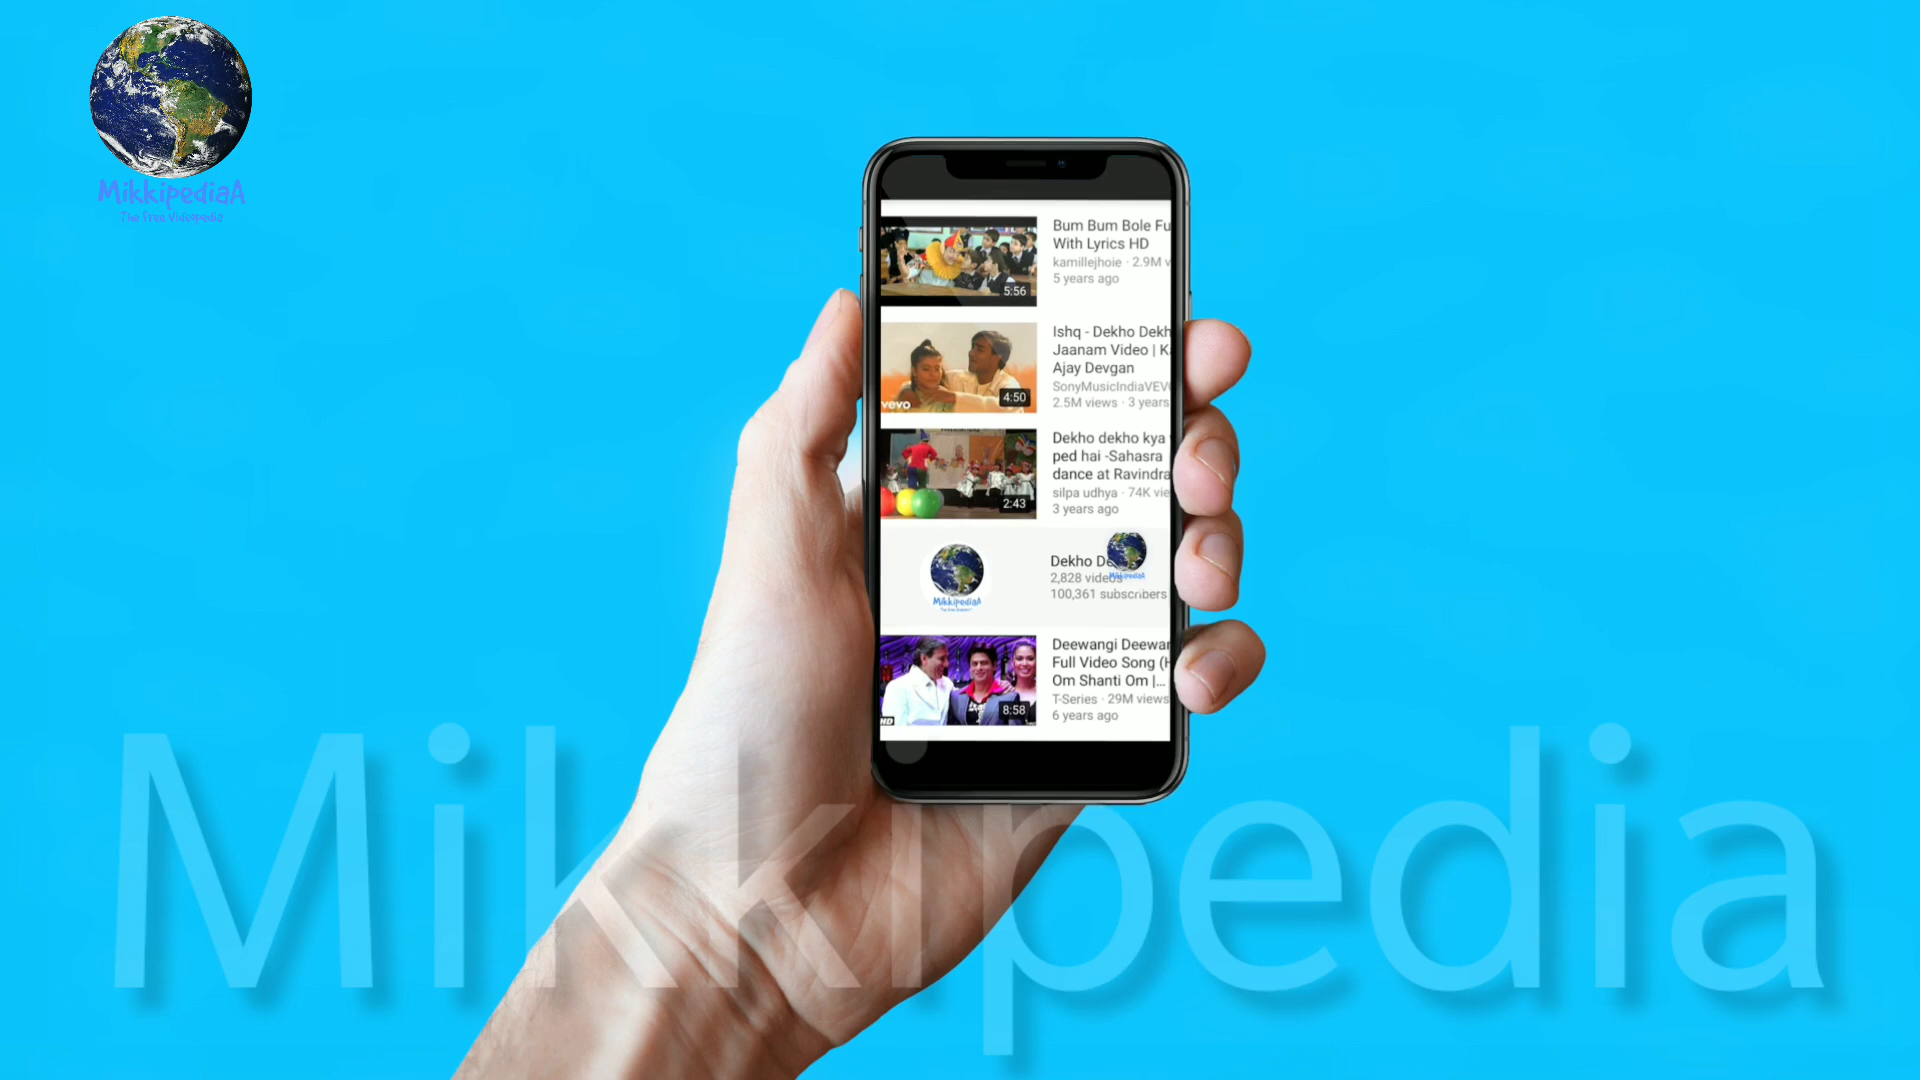 MikkipediaA
The Free Videopedia
Bum Bum Bole Fu
With Lyrics HD
kamillejhoie · 2.9M v
5 years ago
5:56
Ishq - Dekho Dekh
Jaanam Video | K
Ajay Devgan
SonyMusicIndiaVEV
2.5M views · 3 years
vevo
4:50
Dekho dekho kya
ped hai -Sahasra
dance at Ravindra
silpa udhya · 74K vie
3 years ago
2:43
Dekho De
2,828 videos
100,361 subscribers
MikkipediaA
MikkipediaA
Deewangi Deewan
Full Video Song (H
Om Shanti Om |...
T-Series · 29M views
6 years ago
HD
8:58
Mikkipedia